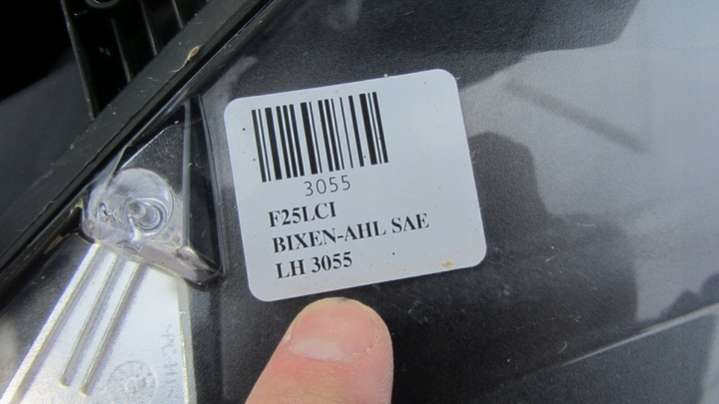 3055
F25LCI
BIXEN-AHL SAE
LH 3055